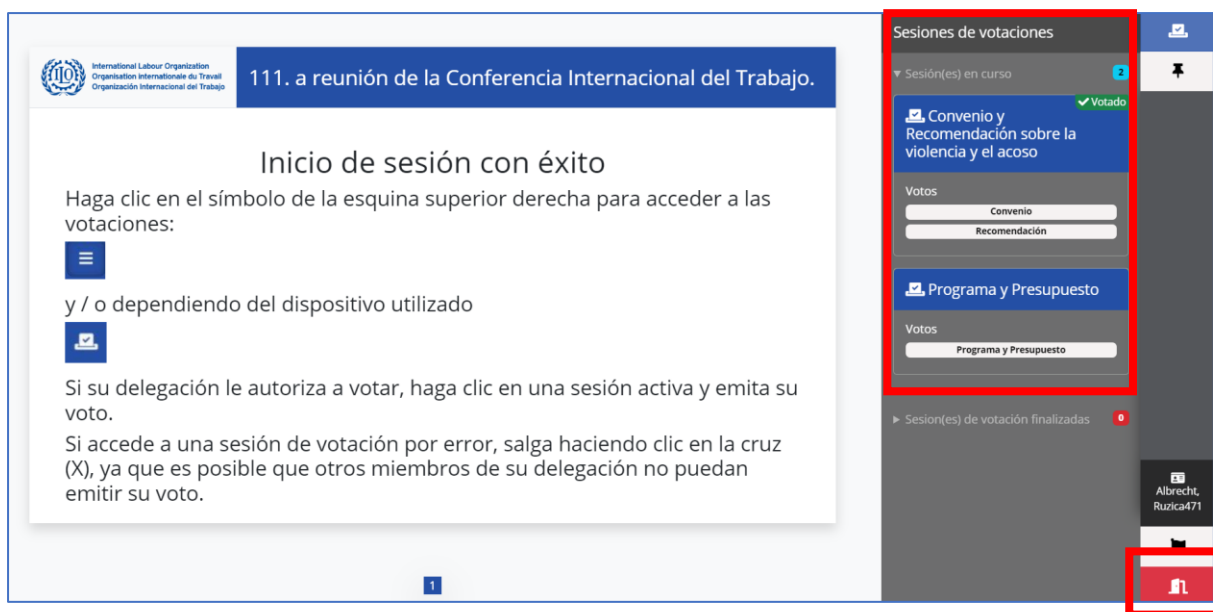 International Labour Organization
Organisation internationale du Travail
Organización Internacional del Trabajo
111. a reunión de la Conferencia Internacional del Trabajo.
Inicio de sesión con éxito
Haga clic en el símbolo de la esquina superior derecha para acceder a las
votaciones:
y / o dependiendo del dispositivo utilizado
Si su delegación le autoriza a votar, haga clic en una sesión activa y emita su
voto.
Si accede a una sesión de votación por error, salga haciendo clic en la cruz
(X), ya que es posible que otros miembros de su delegación no puedan
emitir su voto.
1
Sesiones de votaciones
Sesión(es) en curso 2
Votado
Convenio y
Recomendación sobre la
violencia y el acoso
Votos
Convenio
Recomendación
Programa y Presupuesto
Votos
Programa y Presupuesto
Sesion(es) de votación finalizadas 0
Albrecht,
Ruzica471